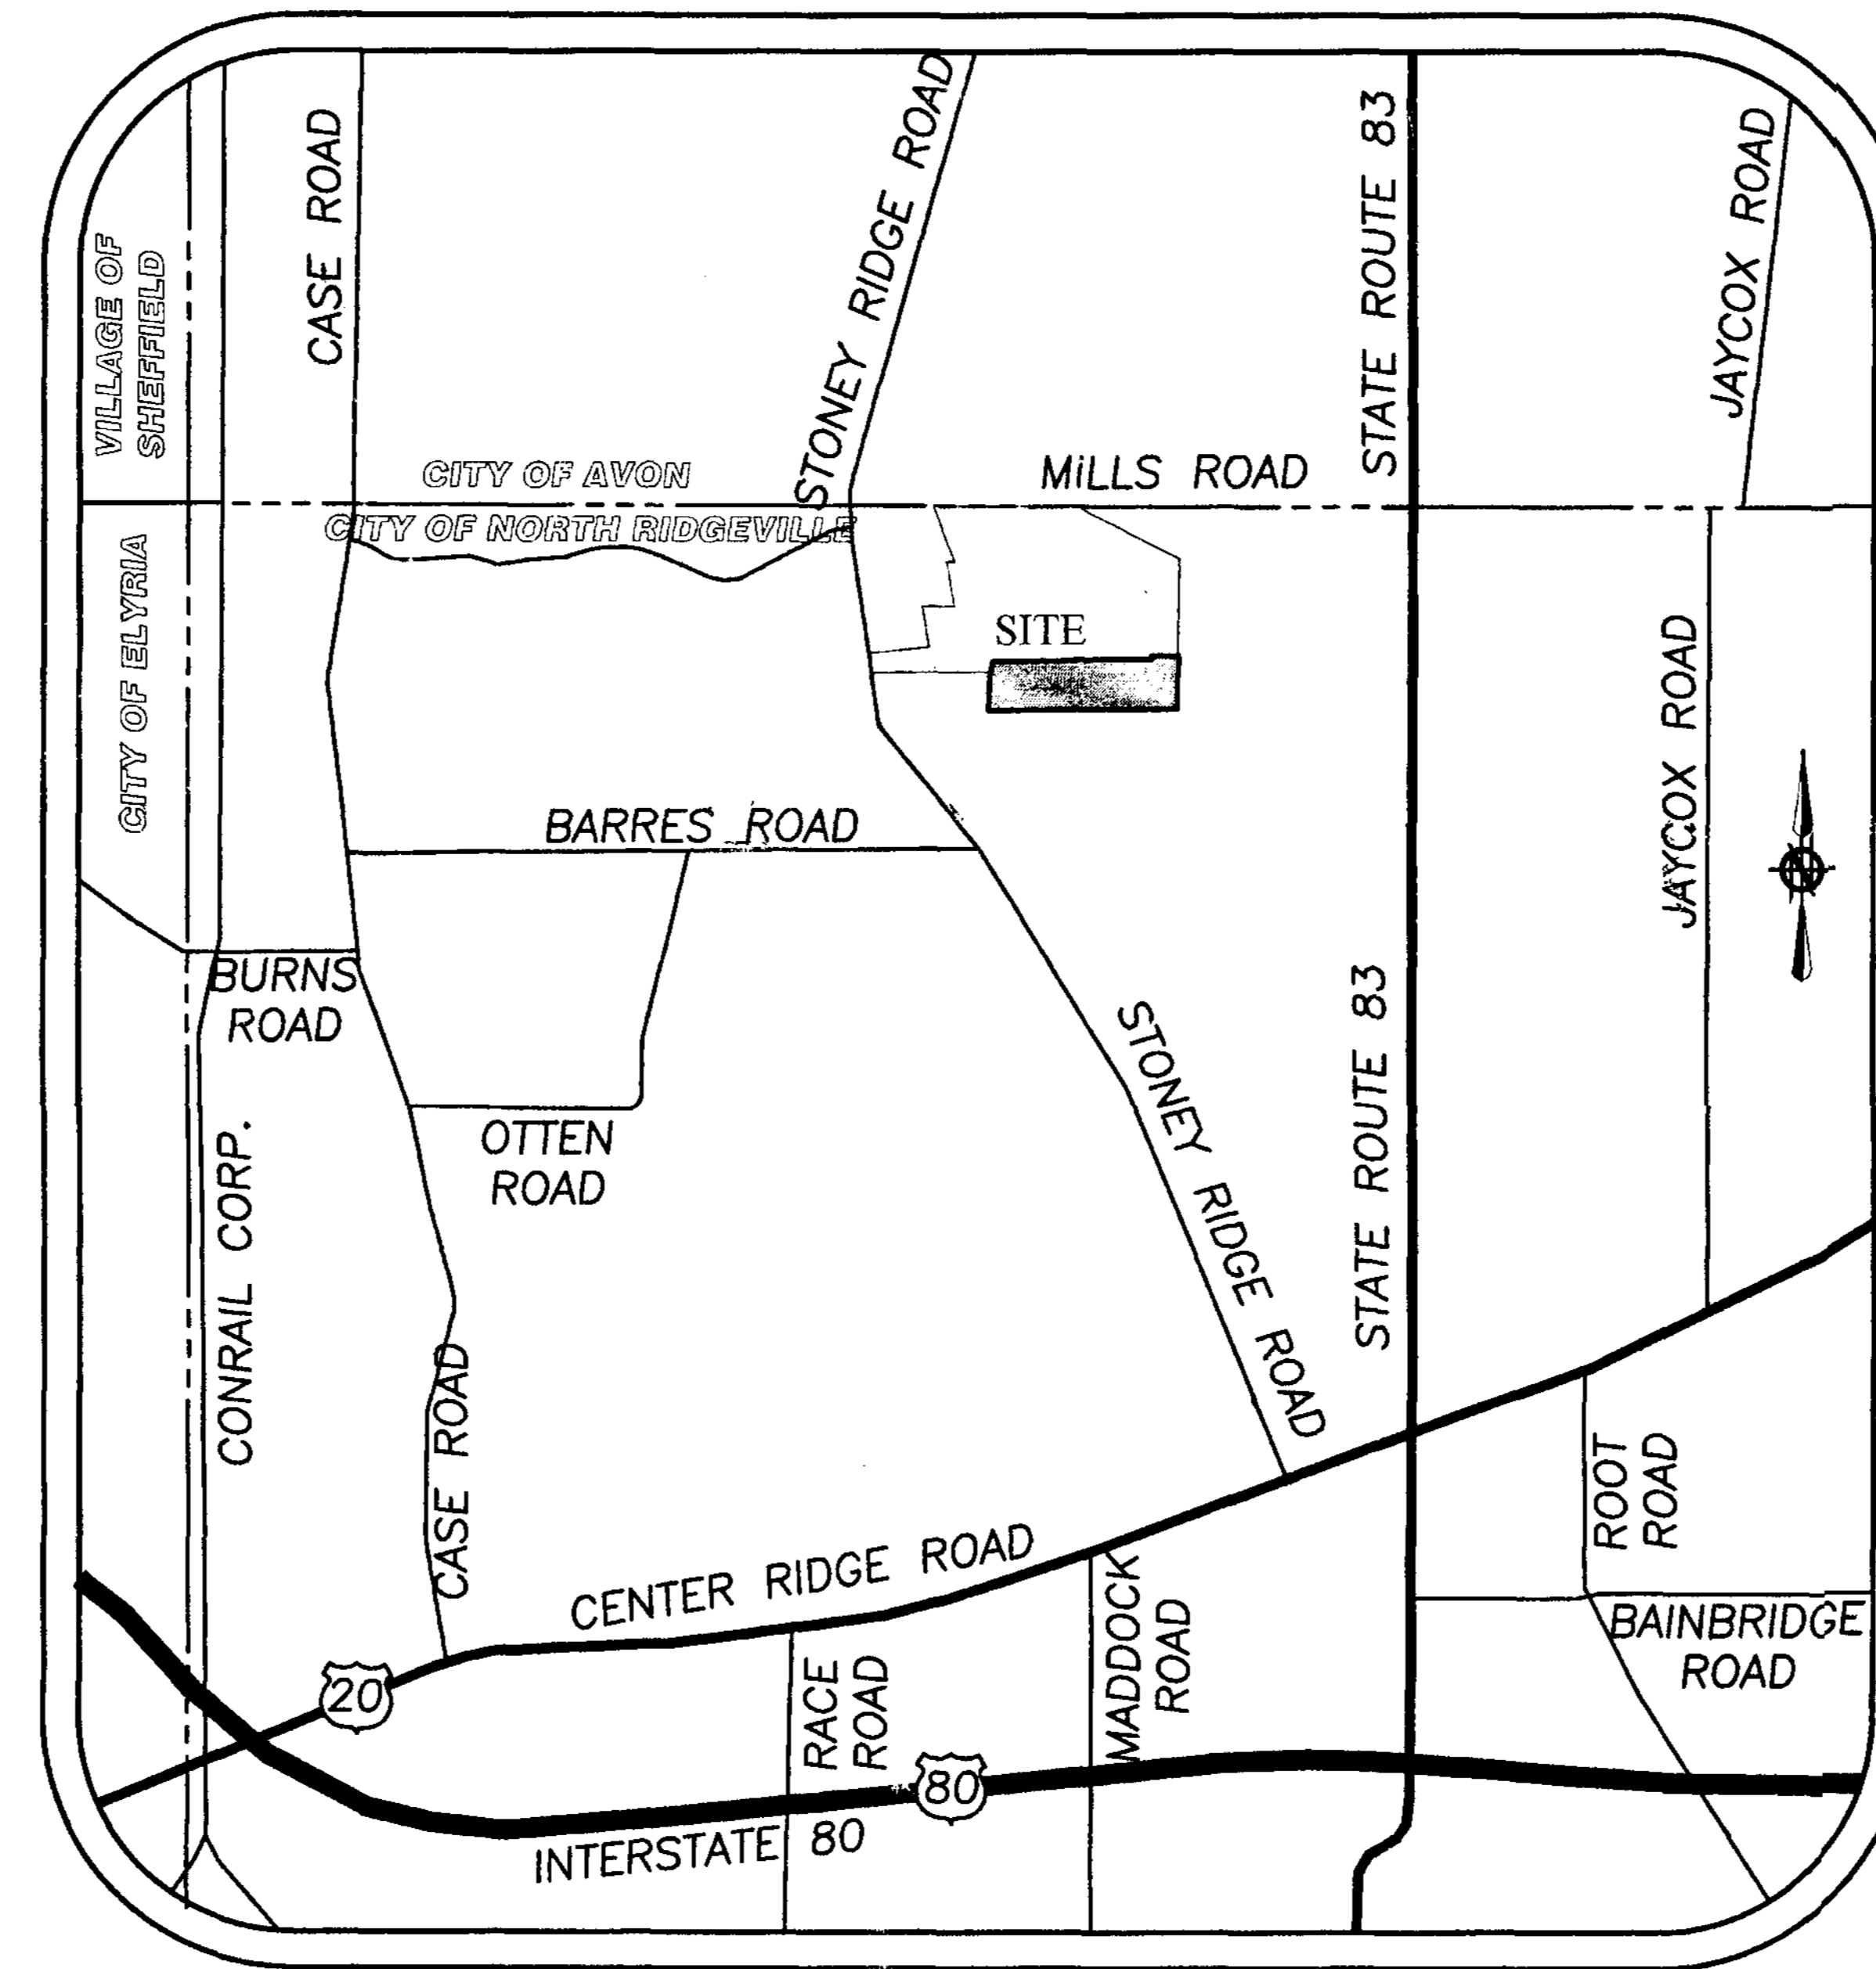 CASE ROAD
STONEY RIDGE ROAD
STATE ROUTE 83
JAYCOX ROAD
VILLAGE OF
SHEFFIELD
CITY OF AVON
MiLLS ROAD
CITY OF NORTH RIDGEVILLE
CITY OF ELYRIA
SITE
JAYCOX ROAD
BARRES ROAD
N
BURNS
ROAD
STONEY RIDGE ROAD
STATE ROUTE 83
OTTEN
ROAD
CONRAIL CORP.
CASE ROAD
ROOT
ROAD
CENTER RIDGE ROAD
MADDOCK
ROAD
BAINBRIDGE
ROAD
20
RACE
ROAD
80
INTERSTATE 80